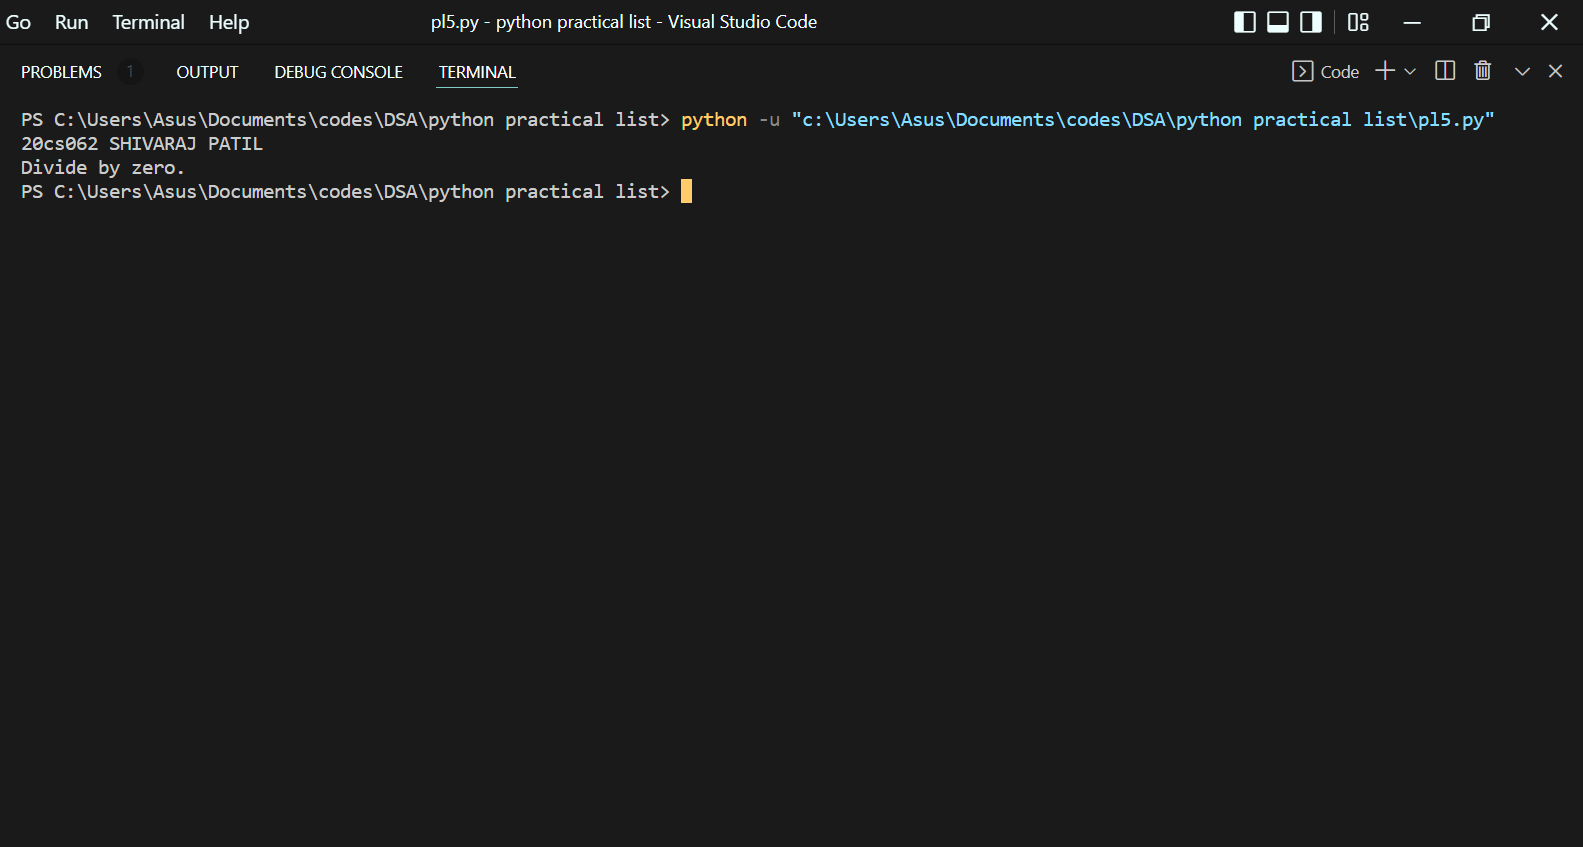 Go Run Terminal Help pl5.py - python practical list - Visual Studio Code
PROBLEMS 1 OUTPUT DEBUG CONSOLE TERMINAL Code
PS C:\Users\Asus\Documents\codes\DSA\python practical list> python -u "c:\Users\Asus\Documents\codes\DSA\python practical list\pl5.py"
20cs062 SHIVARAJ PATIL
Divide by zero.
PS C:\Users\Asus\Documents\codes\DSA\python practical list>